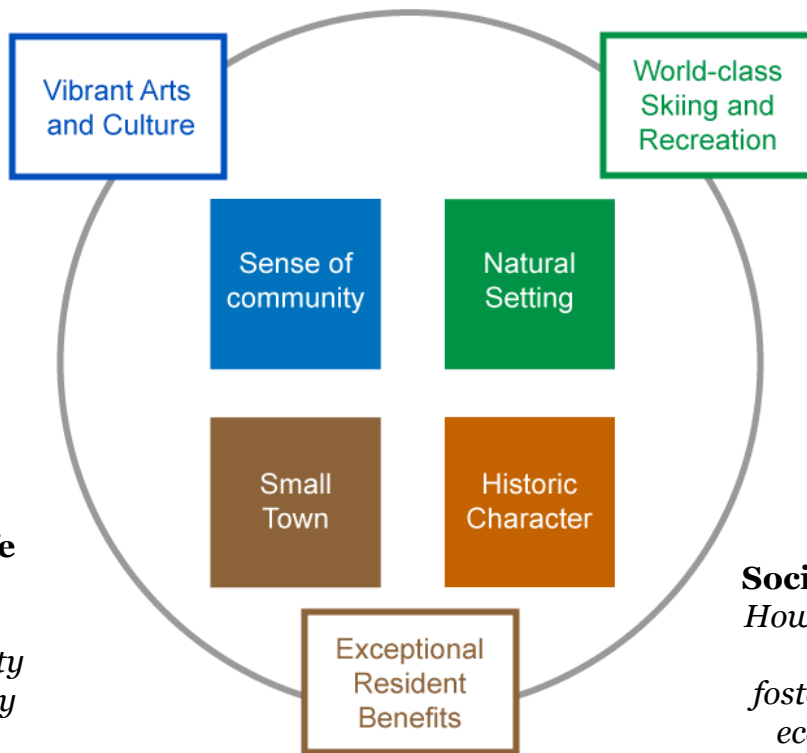 Vibrant Arts
and Culture
World-class
Skiing and
Recreation
Sense of
community
Natural
Setting
Small
Town
Historic
Character
Exceptional
Resident
Benefits
How